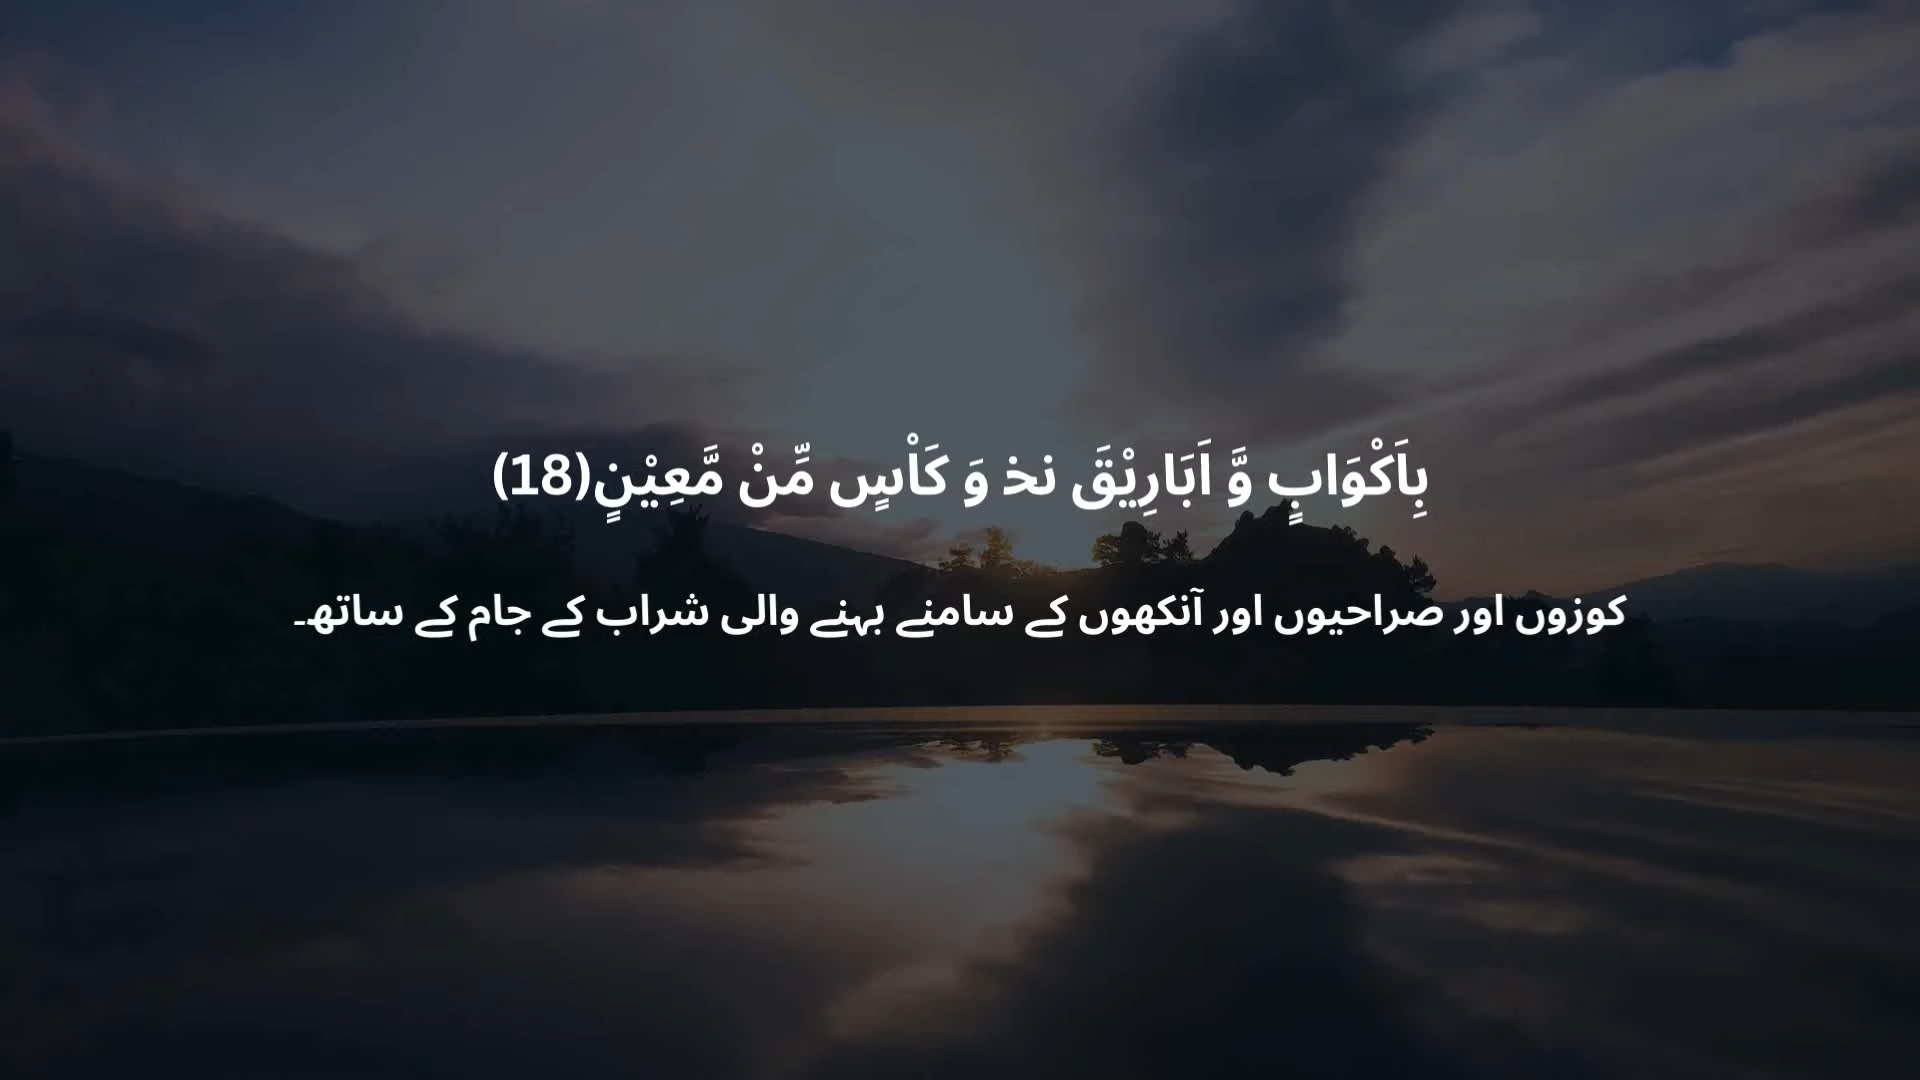 بِاَكْوَابٍ وَّ اَبَارِیْقَ نخ وَ كَاْسٍ مِّنْ مَّعِیْنٍ(18)
کوزوں اور صراحیوں اور آنکھوں کے سامنے بہنے والی شراب کے جام کے ساتھ۔